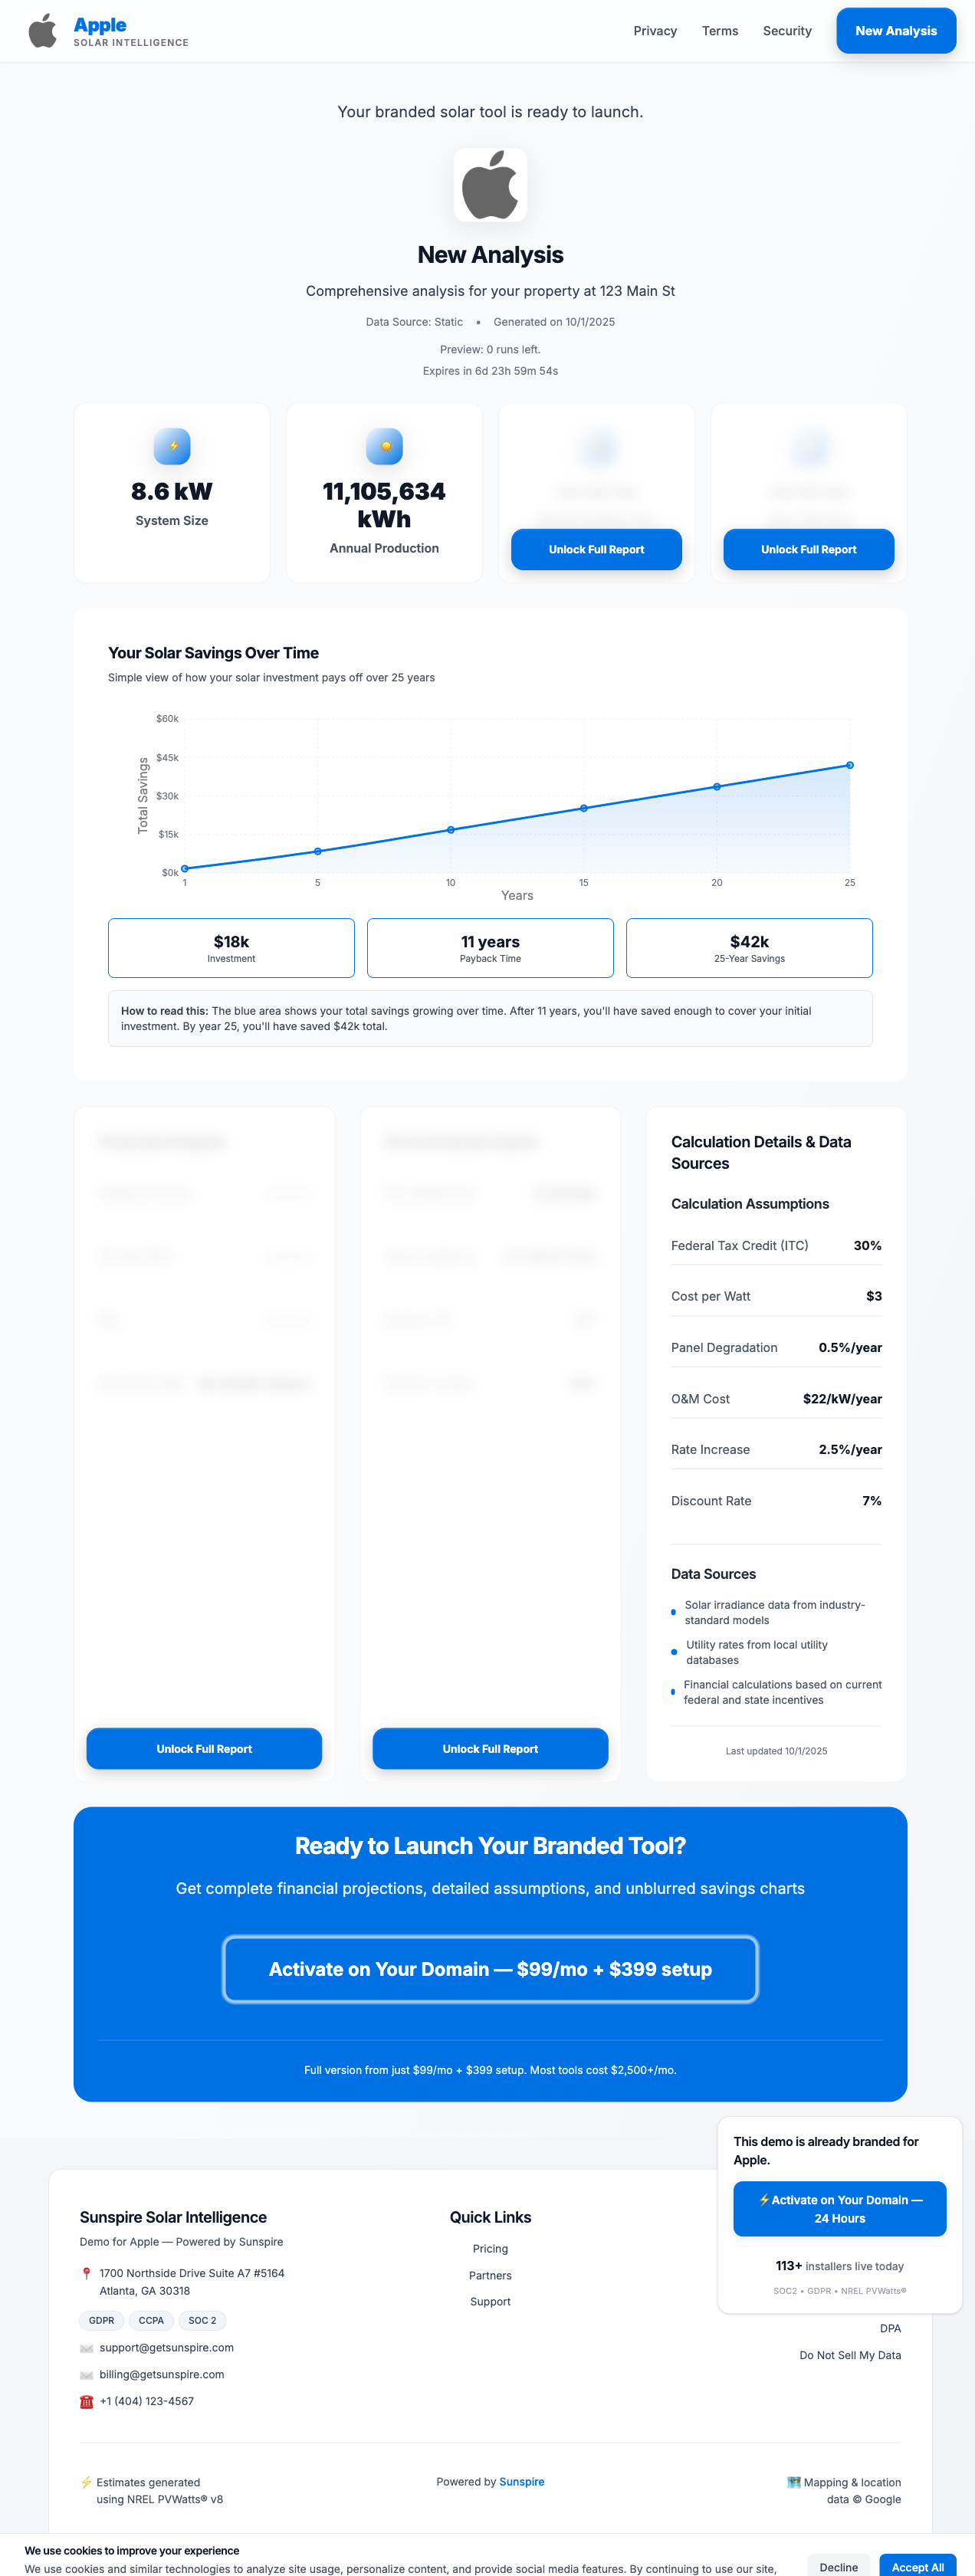 Apple
SOLAR INTELLIGENCE
Privacy
Terms
Security
New Analysis
Your branded solar tool is ready to launch.
New Analysis
Comprehensive analysis for your property at 123 Main St
Data Source: Static • Generated on 10/1/2025
Preview: 0 runs left.
Expires in 6d 23h 59m 54s
8.6 kW
System Size
11,105,634
kWh
Annual Production
Unlock Full Report
Unlock Full Report
Your Solar Savings Over Time
Simple view of how your solar investment pays off over 25 years
Total Savings
$60k
$45k
$30k
$15k
$0k
1
5
10
15
20
25
Years
$18k
Investment
11 years
Payback Time
$42k
25-Year Savings
How to read this: The blue area shows your total savings growing over time. After 11 years, you'll have saved enough to cover your initial
investment. By year 25, you'll have saved $42k total.
Unlock Full Report
Unlock Full Report
Calculation Details & Data
Sources
Calculation Assumptions
Federal Tax Credit (ITC) 30%
Cost per Watt $3
Panel Degradation 0.5%/year
O&M Cost $22/kW/year
Rate Increase 2.5%/year
Discount Rate 7%
Data Sources
Solar irradiance data from industry-
standard models
Utility rates from local utility
databases
Financial calculations based on current
federal and state incentives
Last updated 10/1/2025
Ready to Launch Your Branded Tool?
Get complete financial projections, detailed assumptions, and unblurred savings charts
Activate on Your Domain — $99/mo + $399 setup
Full version from just $99/mo + $399 setup. Most tools cost $2,500+/mo.
This demo is already branded for
Apple.
⚡Activate on Your Domain —
24 Hours
113+ installers live today
SOC2 • GDPR • NREL PVWatts®
Sunspire Solar Intelligence
Demo for Apple — Powered by Sunspire
1700 Northside Drive Suite A7 #5164
Atlanta, GA 30318
GDPR
CCPA
SOC 2
support@getsunspire.com
billing@getsunspire.com
+1 (404) 123-4567
Quick Links
Pricing
Partners
Support
DPA
Do Not Sell My Data
⚡ Estimates generated
using NREL PVWatts® v8
Powered by Sunspire
Mapping & location
data © Google
We use cookies to improve your experience
We use cookies and similar technologies to analyze site usage, personalize content, and provide social media features. By continuing to use our site,
Decline
Accept All